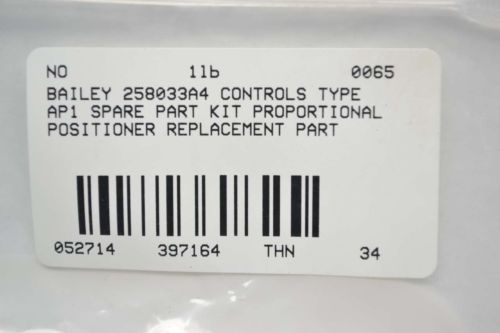 NO 1lb 0065
BAILEY 258033A4 CONTROLS TYPE
AP1 SPARE PART KIT PROPORTIONAL
POSITIONER REPLACEMENT PART
052714 397164 THN 34